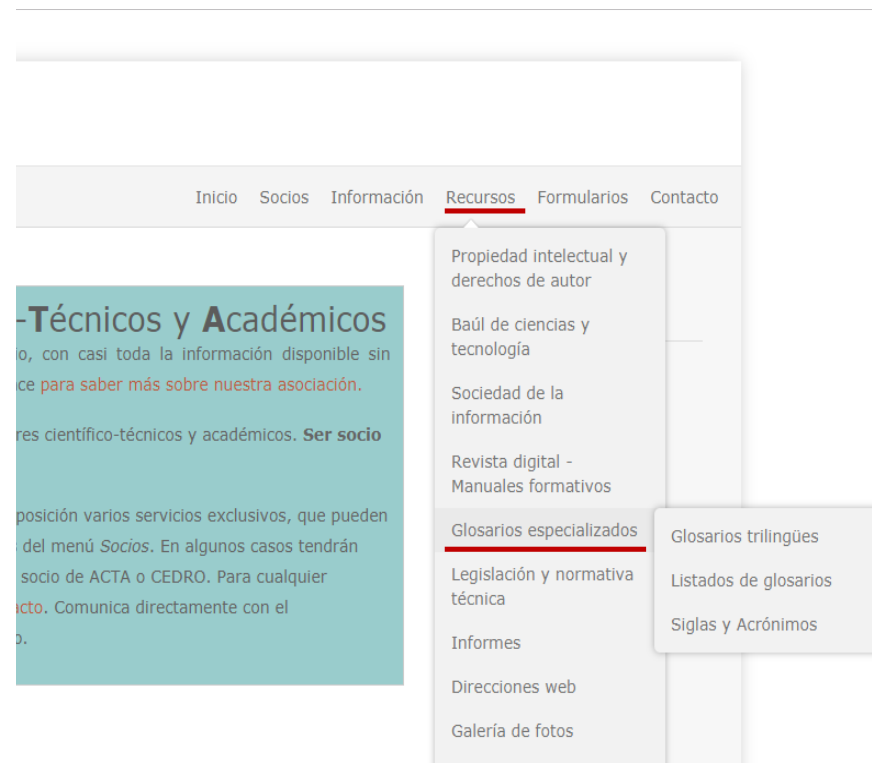 Inicio Socios Información Recursos Formularios Contacto
Propiedad intelectual y
derechos de autor
Baúl de ciencias y
tecnología
Sociedad de la
información
Revista digital -
Manuales formativos
Glosarios especializados
Legislación y normativa
técnica
Informes
Direcciones web
Galería de fotos
Glosarios trilingües
Listados de glosarios
Siglas y Acrónimos
-Técnicos y Académicos
io, con casi toda la información disponible sin
ce para saber más sobre nuestra asociación.
res científico-técnicos y académicos. Ser socio
posición varios servicios exclusivos, que pueden
del menú Socios. En algunos casos tendrán
socio de ACTA o CEDRO. Para cualquier
acto. Comunica directamente con el
o.